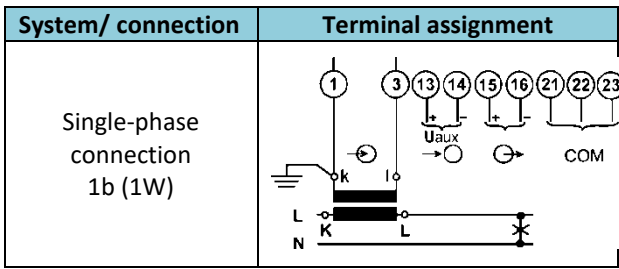 System/ connection
Terminal assignment
Single-phase
connection
1b (1W)
1 3 13 14 15 16 21 22 23
+ - + -
Uaux
COM
k l
L K L
N